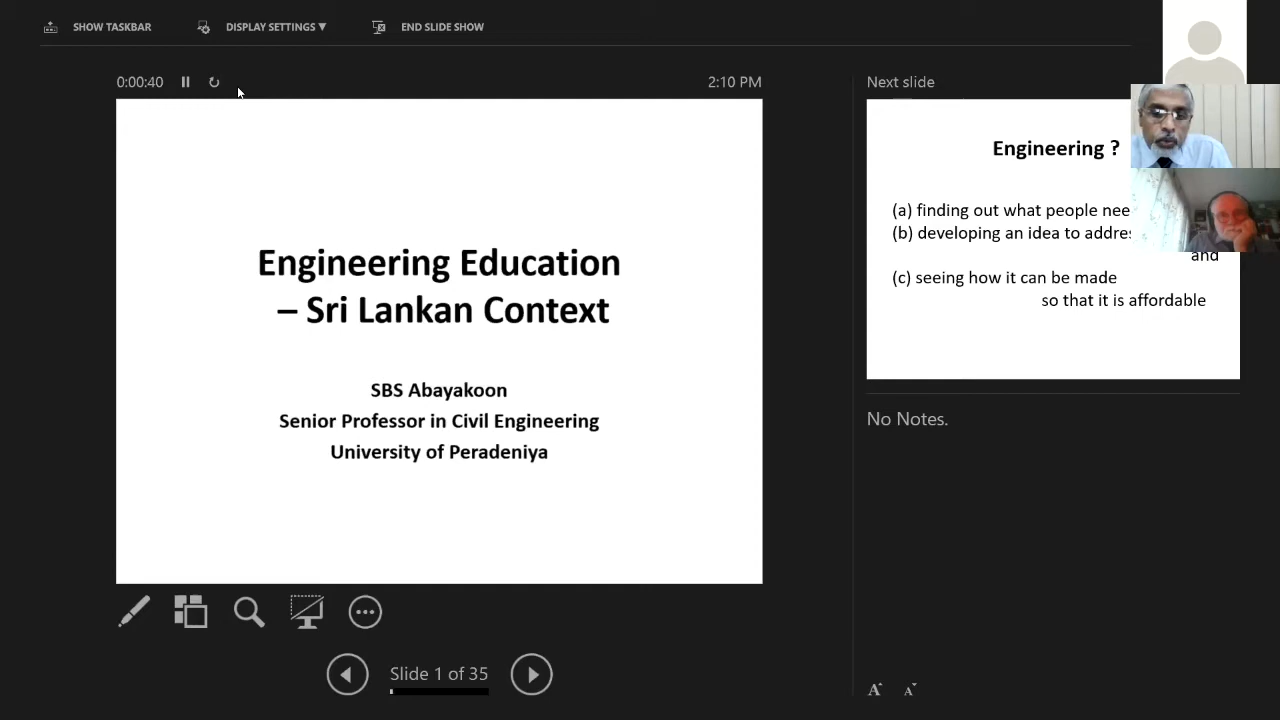 SHOW TASKBAR
DISPLAY SETTINGS ▼
END SLIDE SHOW
0:00:40
2:10 PM
Engineering Education
– Sri Lankan Context
SBS Abayakoon
Senior Professor in Civil Engineering
University of Peradeniya
Slide 1 of 35
Next slide
Engineering ?
(a) finding out what people
(b) developing an idea to
and
(c) seeing how it can be made
so that it is affordable
No Notes.
A
A